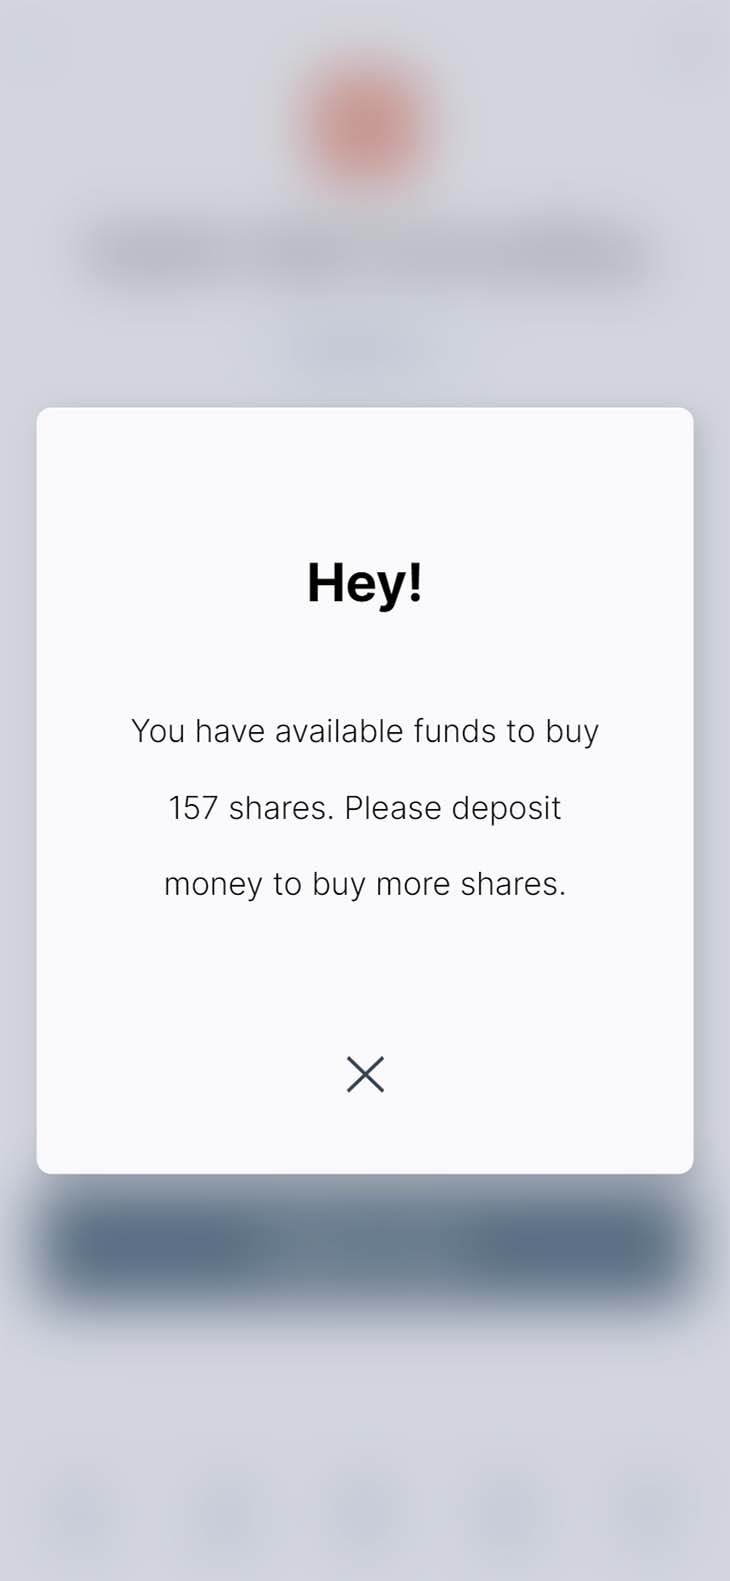 Hey!
You have available funds to buy
157 shares. Please deposit
money to buy more shares.